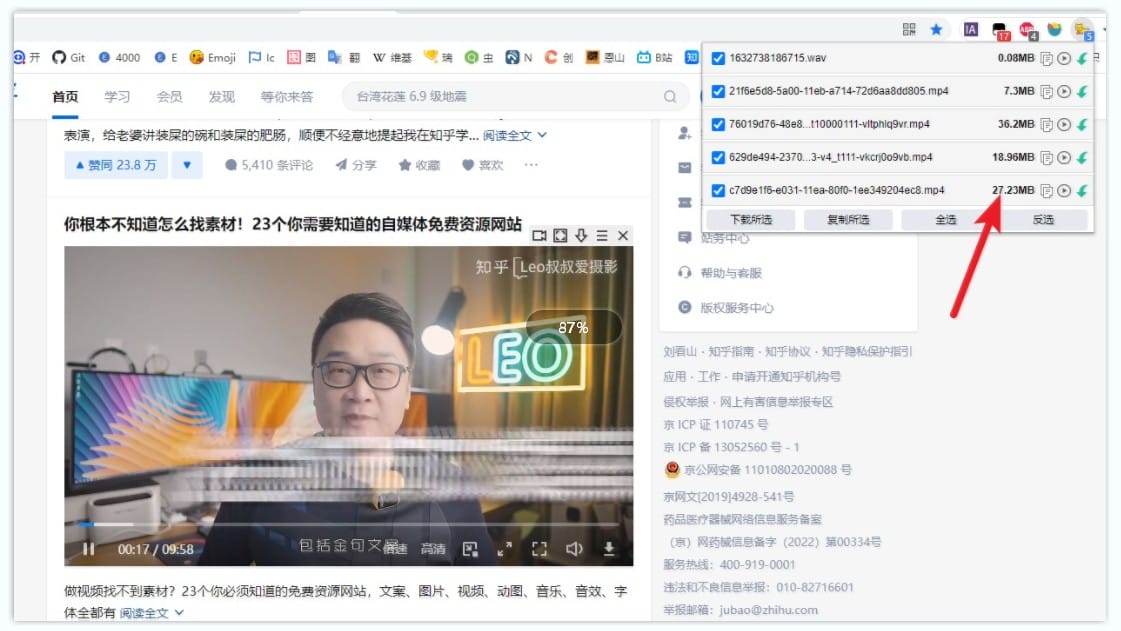 IA
17
4
5
开
Git
4000
E
Emoji
Ic
图
翻
维基
瑞
虫
N
创
恩山
B站
知
首页 学习 会员 发现 等你来答
台湾花莲 6.9 级地震
1632738186715.wav 0.08MB
21f6e5d8-5a00-11eb-a714-72d6aa8dd805.mp4 7.3MB
76019d76-48e8...t10000111-vltphlq9vr.mp4 36.2MB
629de494-2370...3-v4_t111-vkcrj0o9vb.mp4 18.96MB
c7d9e1f6-e031-11ea-80f0-1ee349204ec8.mp4 27.23MB
下载所选 复制所选 全选 反选
表演，给老婆讲装屎的碗和装屎的肥肠，顺便不经意地提起我在知乎学... 阅读全文
赞同 23.8 万
5,410 条评论 分享 收藏 喜欢 ···
你根本不知道怎么找素材！23个你需要知道的自媒体免费资源网站
知乎 Leo叔叔爱摄影
87%
LEO
包括金句文
倍速 高清
00:17 / 09:58
做视频找不到素材？23个你必须知道的免费资源网站，文案、图片、视频、动图、音乐、音效、字
体全都有 阅读全文
站务中心
帮助与客服
版权服务中心
刘看山 · 知乎指南 · 知乎协议 · 知乎隐私保护指引
应用 · 工作 · 申请开通知乎机构号
侵权举报 · 网上有害信息举报专区
京 ICP 证 110745 号
京 ICP 备 13052560 号 - 1
京公网安备 11010802020088 号
京网文[2019]4928-541号
药品医疗器械网络信息服务备案
（京）网药械信息备字（2022）第00334号
服务热线：400-919-0001
违法和不良信息举报：010-82716601
举报邮箱：jubao@zhihu.com